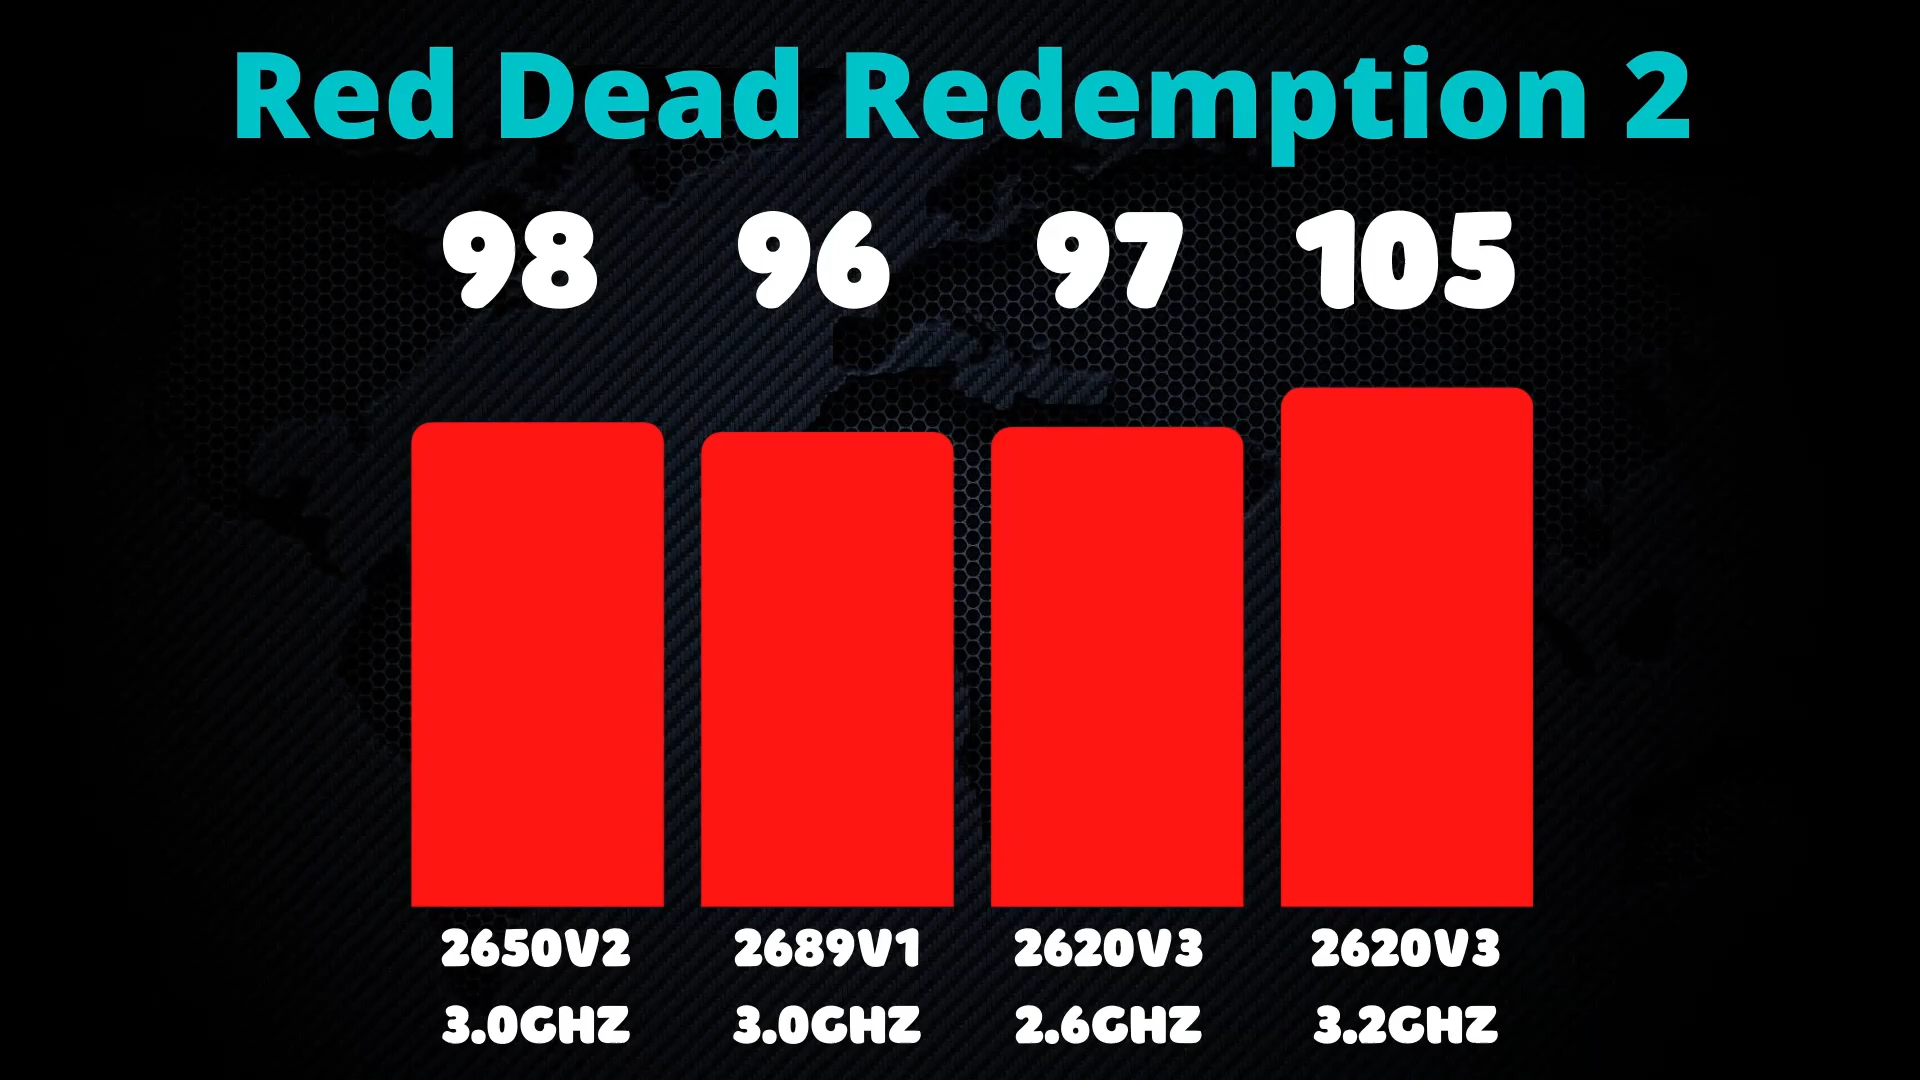 Red Dead Redemption 2
98 96 97 105
2650V2 2689V1 2620V3 2620V3
3.0GHZ 3.0GHZ 2.6GHZ 3.2GHZ